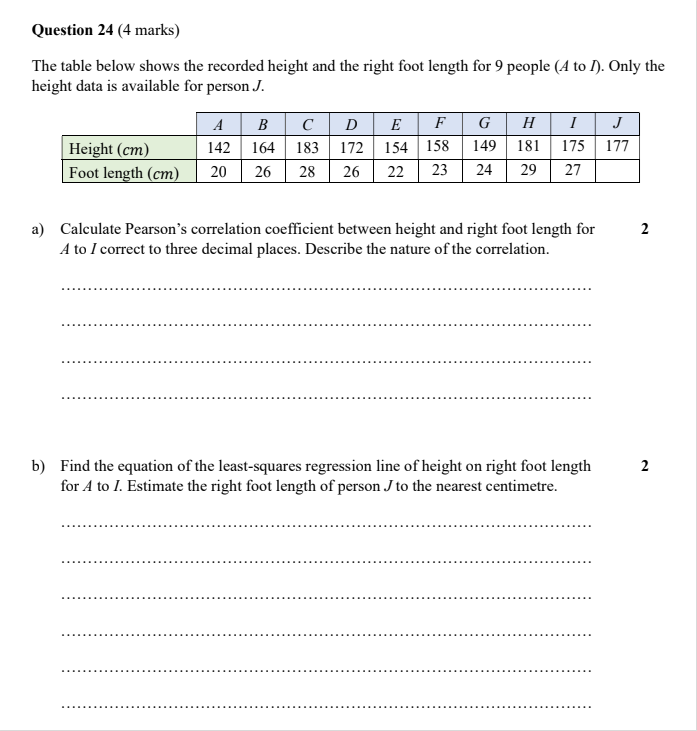 Question 24 (4 marks)
The table below shows the recorded height and the right foot length for 9 people (A to I). Only the
height data is available for person J.
A B C D E F G H I J
Height (cm) 142 164 183 172 154 158 149 181 175 177
Foot length (cm) 20 26 28 26 22 23 24 29 27
a) Calculate Pearson's correlation coefficient between height and right foot length for 2
A to I correct to three decimal places. Describe the nature of the correlation.
b) Find the equation of the least-squares regression line of height on right foot length 2
for A to I. Estimate the right foot length of person J to the nearest centimetre.